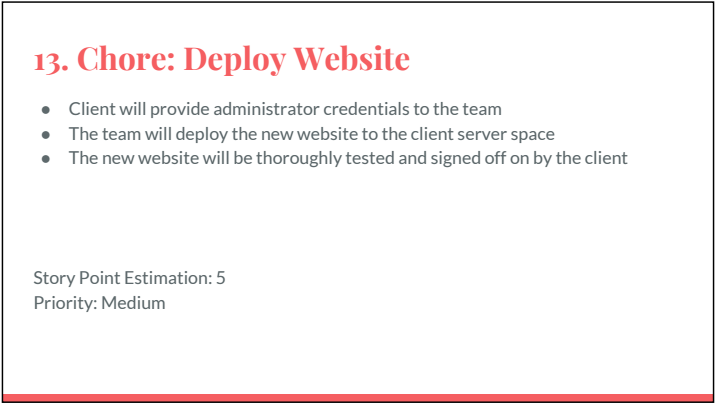 13. Chore: Deploy Website
● Client will provide administrator credentials to the team
● The team will deploy the new website to the client server space
● The new website will be thoroughly tested and signed off on by the client
Story Point Estimation: 5
Priority: Medium